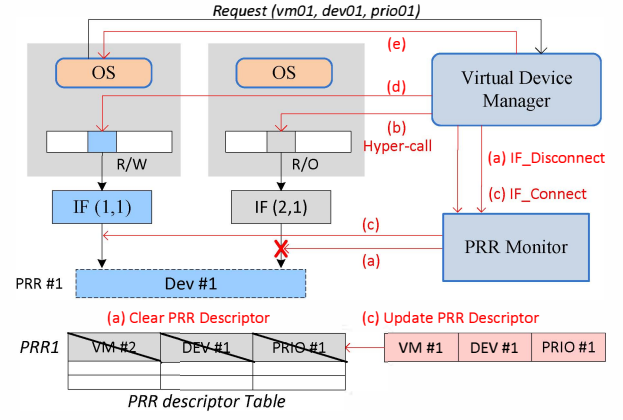 Request (vm01, dev01, prio01)
(e)
OS
OS
Virtual Device
Manager
(d)
(b)
Hyper-call
R/W
R/O
(a) IF_Disconnect
(c) IF_Connect
IF (1,1)
IF (2,1)
(c)
(a)
PRR Monitor
PRR #1
Dev #1
(a) Clear PRR Descriptor
(c) Update PRR Descriptor
PRR1
VM #2
DEV #1
PRIO #1
VM #1
DEV #1
PRIO #1
PRR descriptor Table